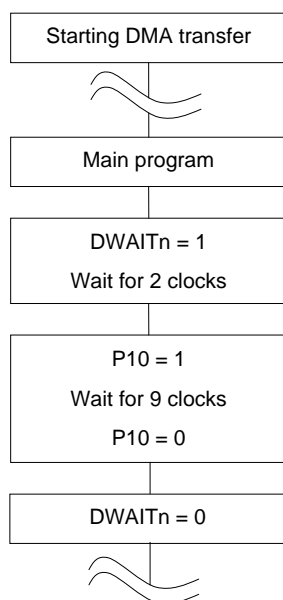 Starting DMA transfer
Main program
DWAITn = 1
Wait for 2 clocks
P10 = 1
Wait for 9 clocks
P10 = 0
DWAITn = 0